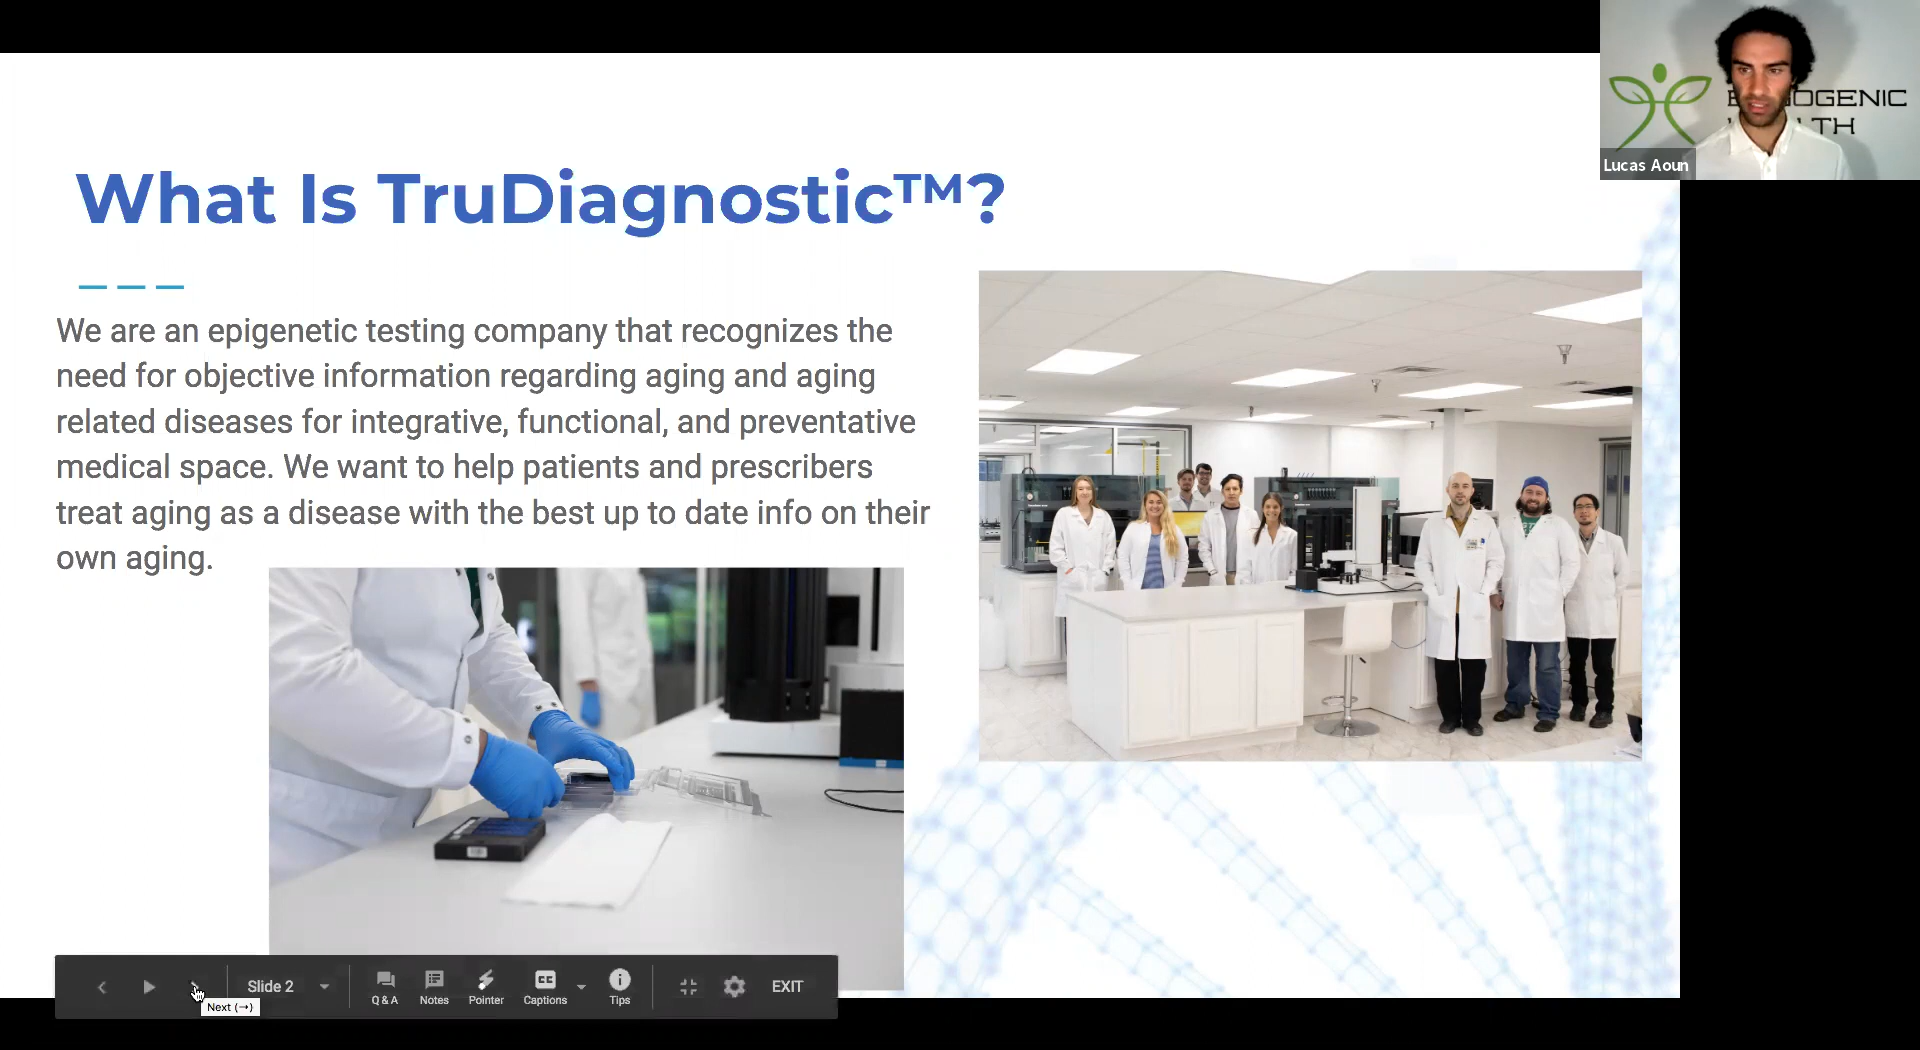 What Is TruDiagnostic™?
We are an epigenetic testing company that recognizes the
need for objective information regarding aging and aging
related diseases for integrative, functional, and preventative
medical space. We want to help patients and prescribers
treat aging as a disease with the best up to date info on their
own aging.
OGENIC
LTH
Lucas Aoun
Slide 2
Q & A
Notes
Pointer
CC
Captions
Tips
EXIT
Next (→)